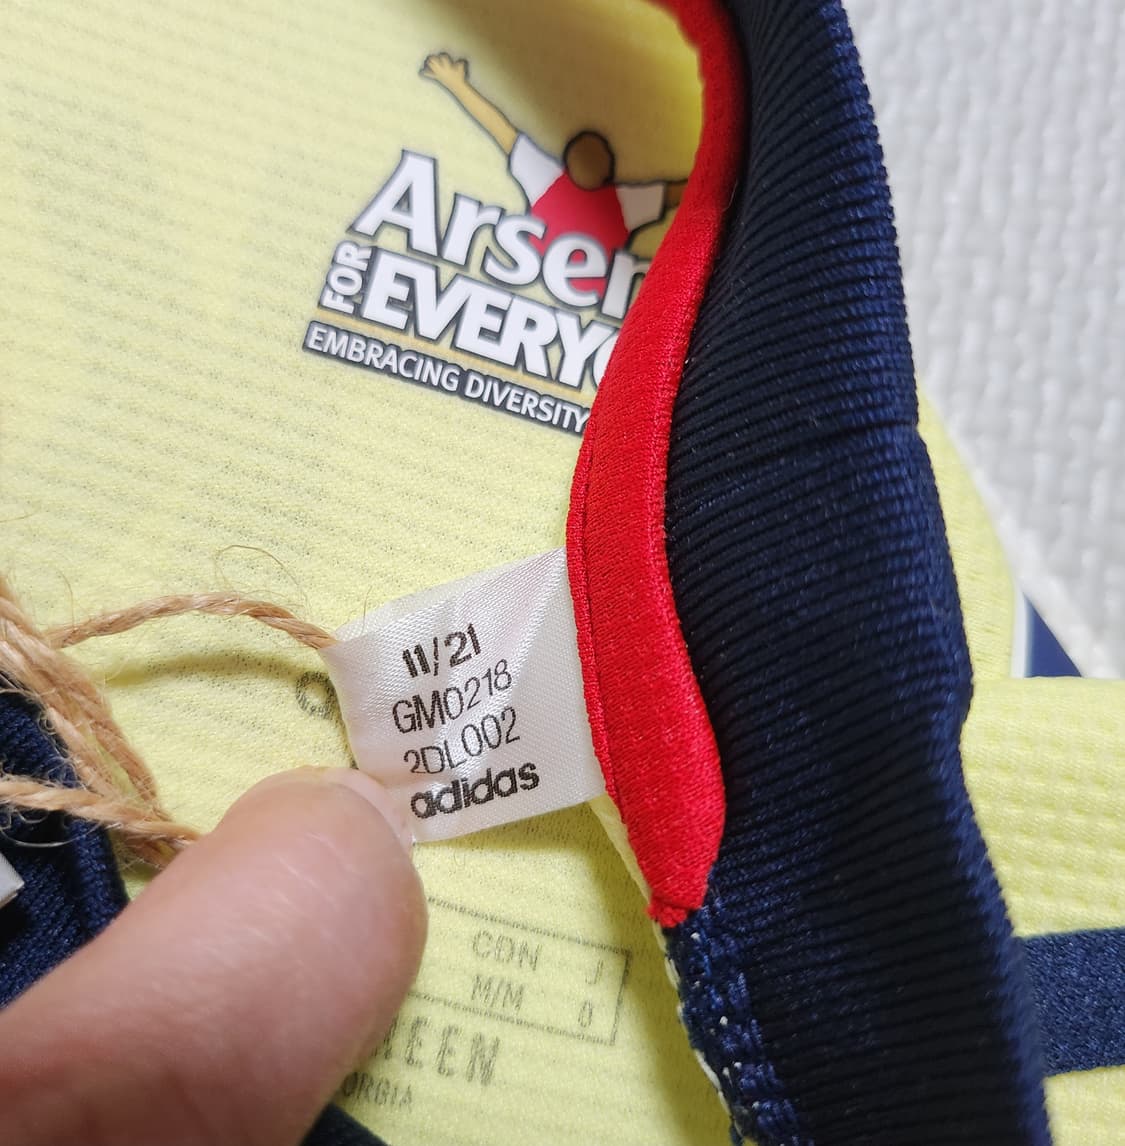 Arsen
FOR
EVERYO
EMBRACING DIVERSITY
11/21
GM0218
2DL002
adidas
CDN J
M/M 0
EEN
ORGIA